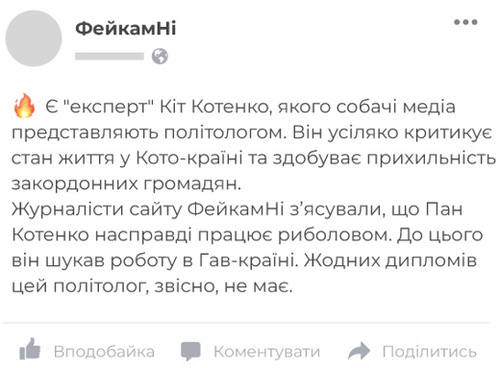 ФейкамНі
🔥 Є "експерт" Кіт Котенко, якого собачі медіа
представляють політологом. Він усіляко критикує
стан життя у Кото-країні та здобуває прихильність
закордонних громадян.
Журналісти сайту ФейкамНі з’ясували, що Пан
Котенко насправді працює риболовом. До цього
він шукав роботу в Гав-країні. Жодних дипломів
цей політолог, звісно, не має.
Вподобайка Коментувати Поділитись